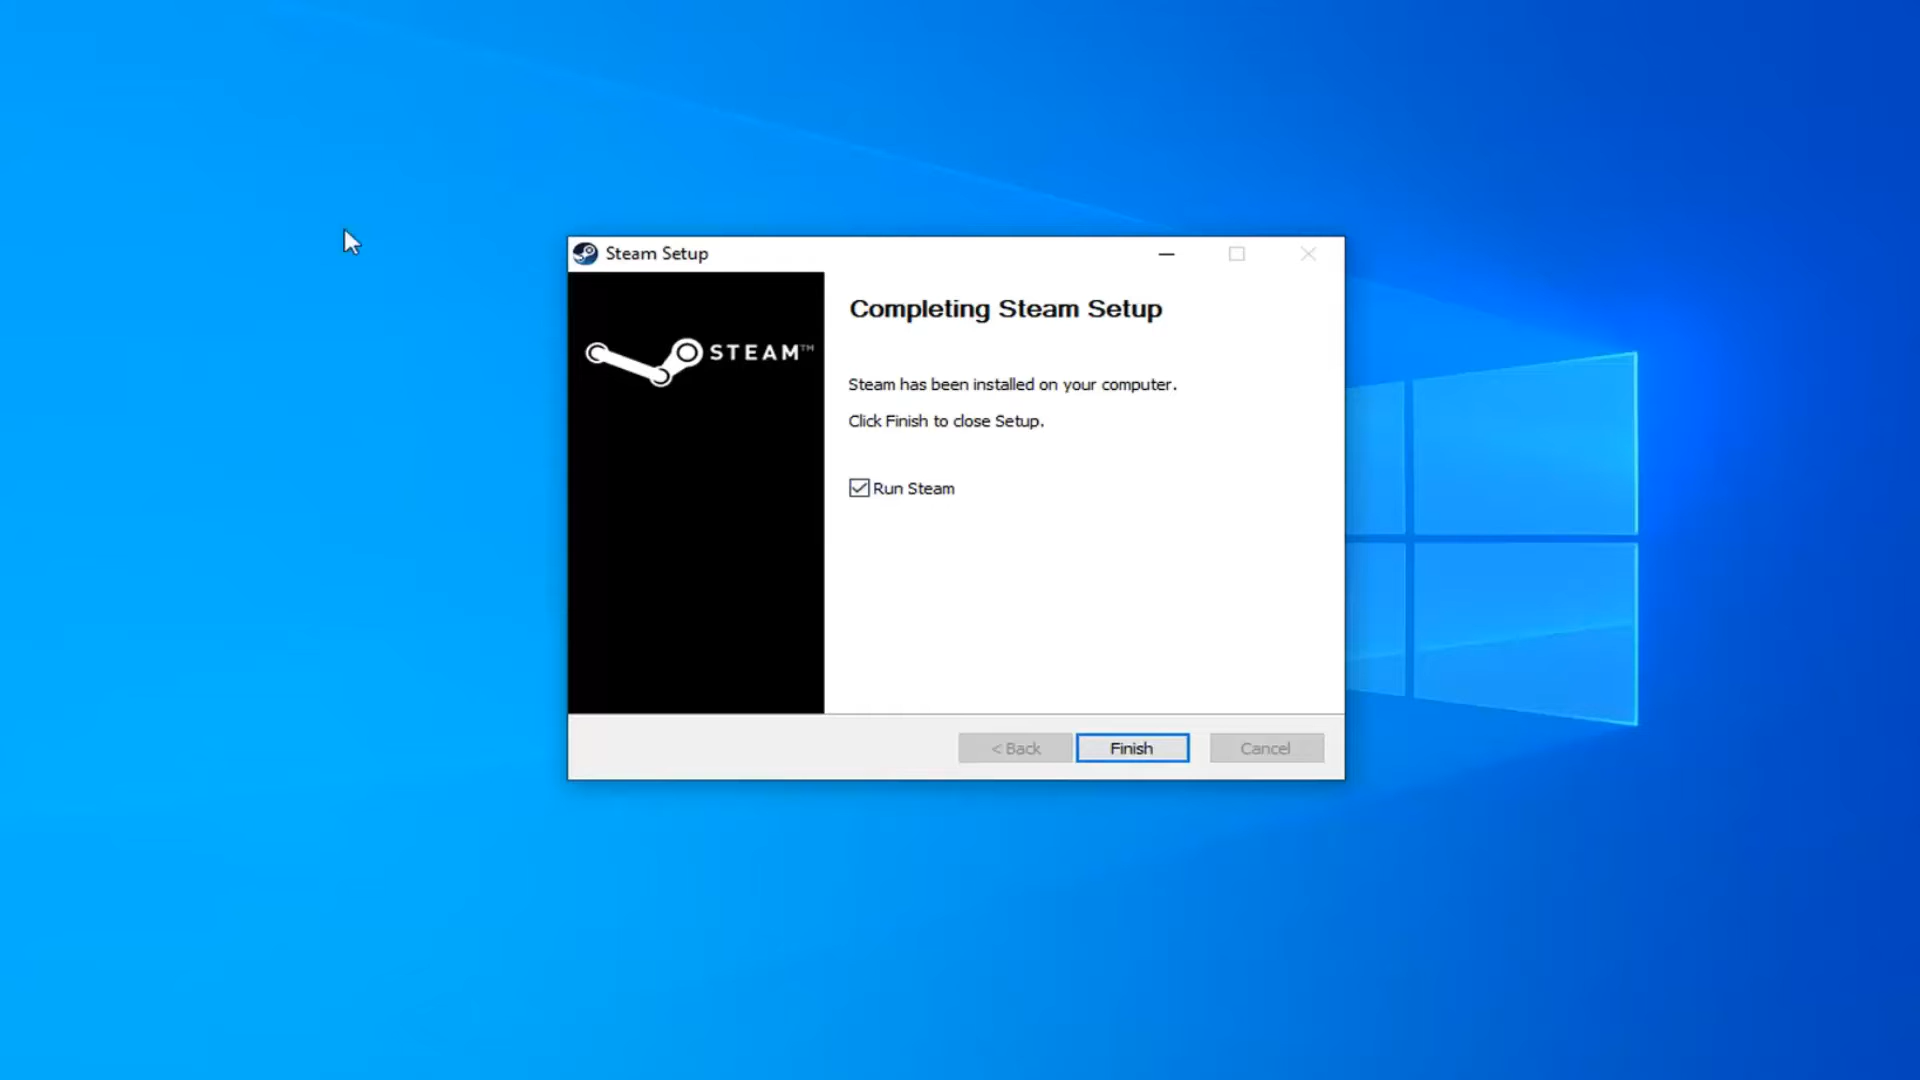 Steam Setup
Completing Steam Setup
STEAM™
Steam has been installed on your computer.
Click Finish to close Setup.
Run Steam
< Back
Finish
Cancel